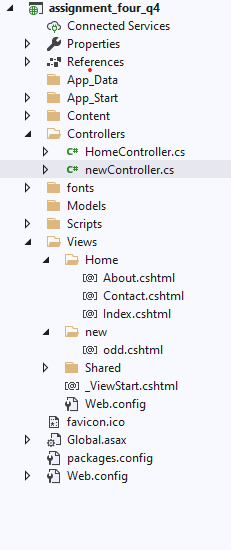 assignment_four_q4
Connected Services
Properties
References
App_Data
App_Start
Content
Controllers
C# HomeController.cs
C# newController.cs
fonts
Models
Scripts
Views
Home
[@] About.cshtml
[@] Contact.cshtml
[@] Index.cshtml
new
[@] odd.cshtml
Shared
[@] _ViewStart.cshtml
Web.config
favicon.ico
Global.asax
packages.config
Web.config